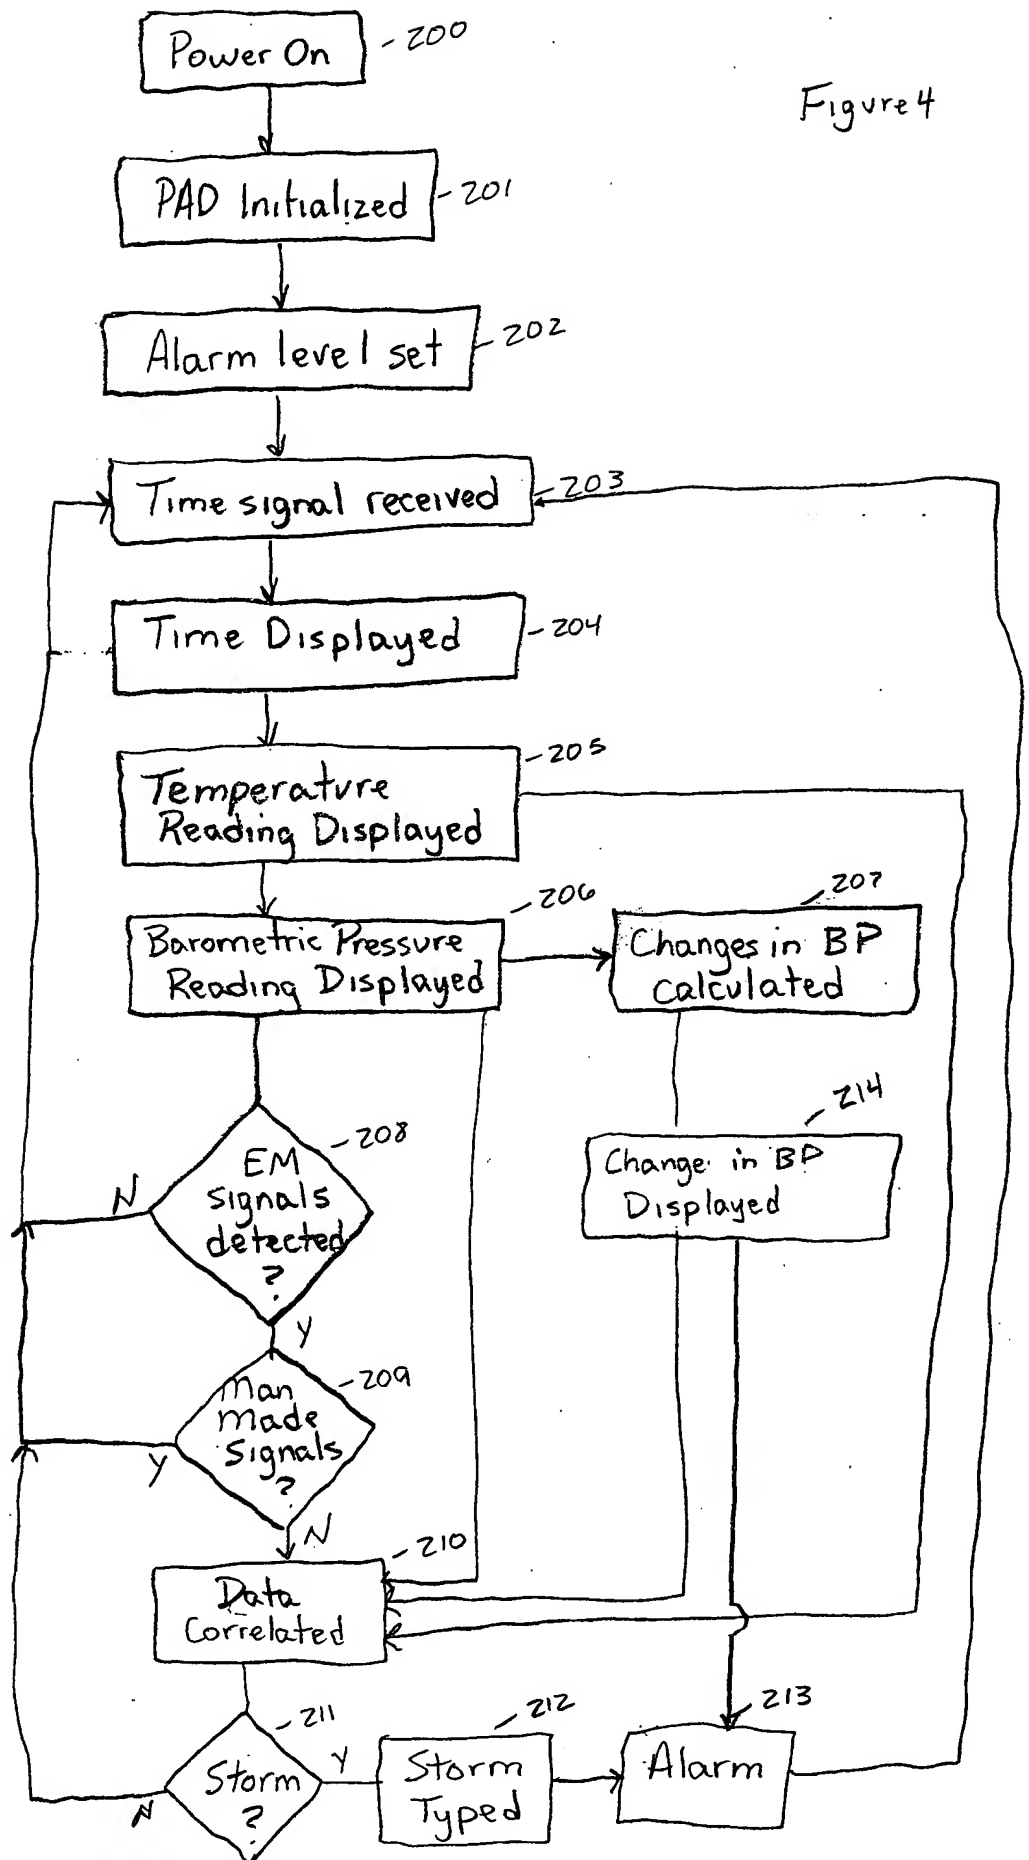 Power On
200
Figure 4
PAD Initialized
201
Alarm level set
202
Time signal received
203
Time Displayed
204
Temperature
Reading Displayed
205
Barometric Pressure
Reading Displayed
206
Changes in BP
calculated
207
EM
signals
detected
?
208
N
Y
Change in BP
Displayed
214
Man
made
signals
?
209
Y
N
Data
Correlated
210
Storm
?
211
N
Y
Storm
Typed
212
Alarm
213